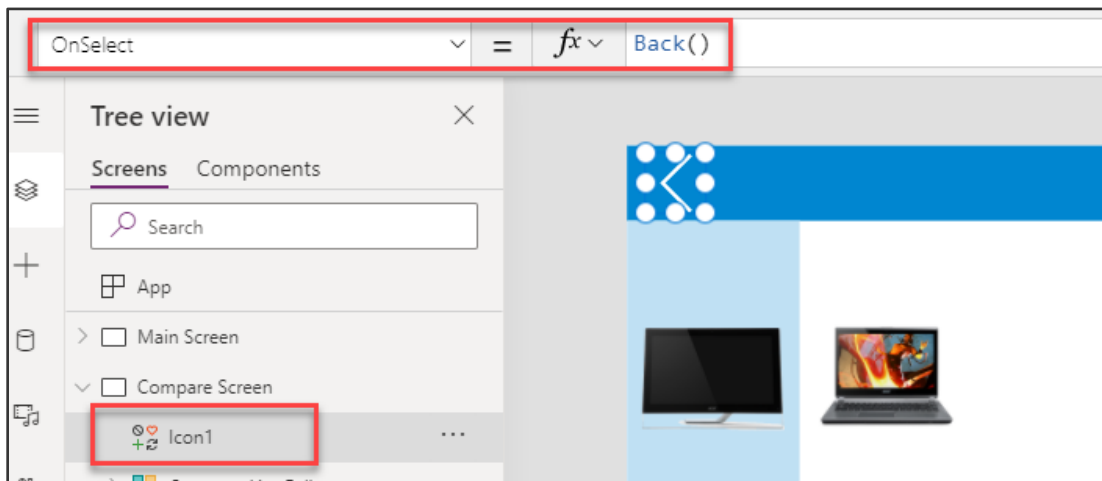 OnSelect = fx Back()
Tree view
Screens Components
Search
App
Main Screen
Compare Screen
Icon1